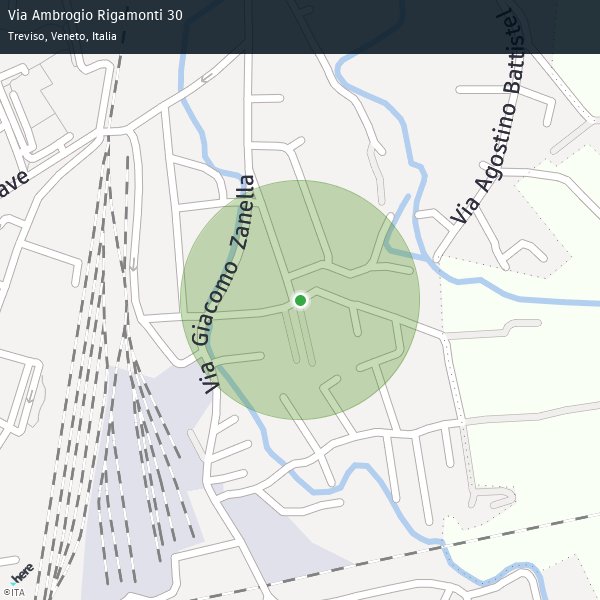 Via Ambrogio Rigamonti 30
Treviso, Veneto, Italia
Via Agostino Battistel
ave
Via Giacomo Zanella
here
©ITA